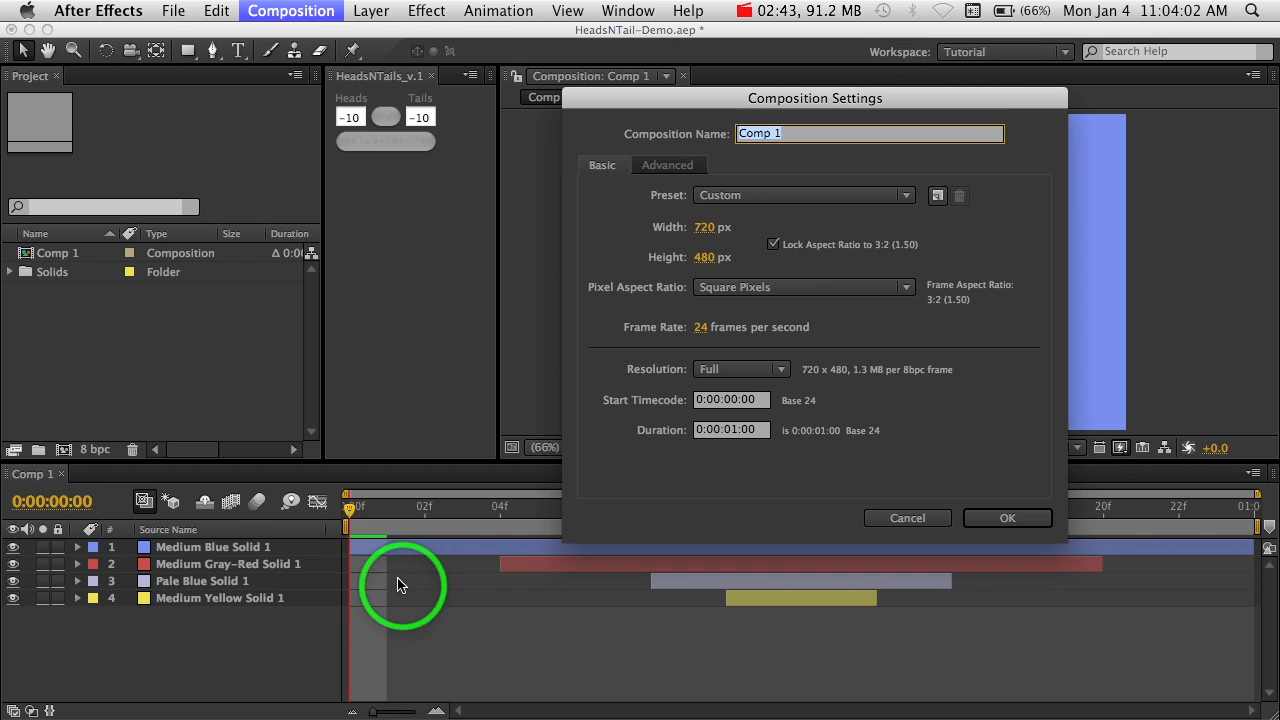 After Effects File Edit Composition Layer Effect Animation View Window Help 02:43, 91.2 MB (66%) Mon Jan 4 11:04:02 AM
HeadsNTail-Demo.aep *
Workspace: Tutorial Search Help
Project HeadsNTails_v.1 Composition: Comp 1
Comp
Heads Tails
-10 -10
Composition Settings
Composition Name: Comp 1
Basic Advanced
Preset: Custom
Width: 720 px
Lock Aspect Ratio to 3:2 (1.50)
Height: 480 px
Pixel Aspect Ratio: Square Pixels
Frame Aspect Ratio:
3:2 (1.50)
Frame Rate: 24 frames per second
Resolution: Full 720 x 480, 1.3 MB per 8bpc frame
Start Timecode: 0:00:00:00 Base 24
Duration: 0:00:01:00 is 0:00:01:00 Base 24
Cancel OK
Name Type Size Duration
Comp 1 Composition Δ 0:0
Solids Folder
8 bpc
(66%) +0.0
Comp 1
0:00:00:00
00f 02f 04f 20f 22f 01:0
# Source Name
1 Medium Blue Solid 1
2 Medium Gray-Red Solid 1
3 Pale Blue Solid 1
4 Medium Yellow Solid 1